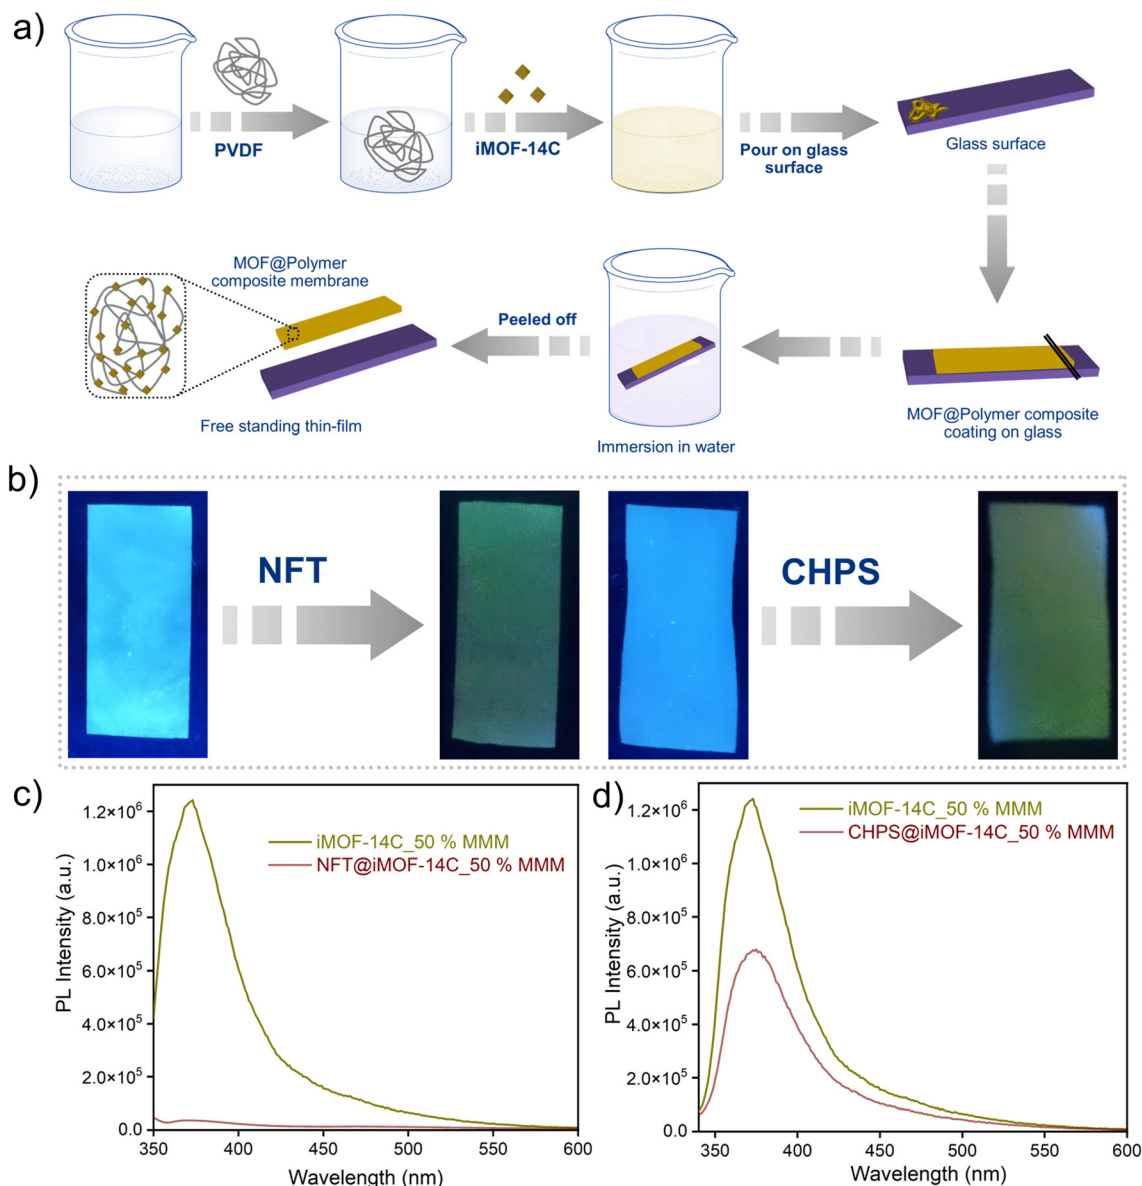 a)
PVDF
iMOF-14C
Pour on glass
surface
Glass surface
MOF@Polymer
composite membrane
Peeled off
Free standing thin-film
Immersion in water
MOF@Polymer composite
coating on glass
b)
NFT
CHPS
c)
iMOF-14C_50 % MMM
NFT@iMOF-14C_50 % MMM
PL Intensity (a.u.)
1.2×10⁶
1.0×10⁶
8.0×10⁵
6.0×10⁵
4.0×10⁵
2.0×10⁵
0.0
350
400
450
500
550
600
Wavelength (nm)
d)
iMOF-14C_50 % MMM
CHPS@iMOF-14C_50 % MMM
PL Intensity (a.u.)
1.2×10⁶
1.0×10⁶
8.0×10⁵
6.0×10⁵
4.0×10⁵
2.0×10⁵
0.0
350
400
450
500
550
600
Wavelength (nm)